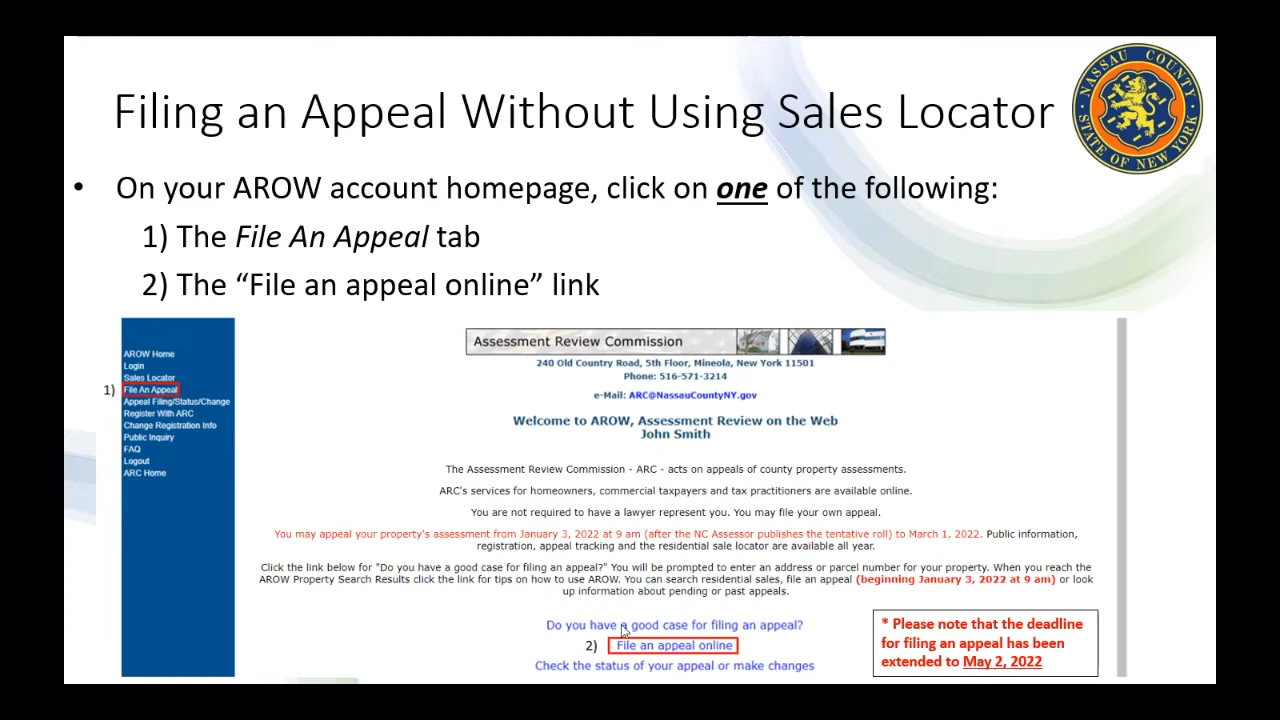 Filing an Appeal Without Using Sales Locator
NASSAU COUNTY
STATE OF NEW YORK
• On your AROW account homepage, click on one of the following:
1) The File An Appeal tab
2) The “File an appeal online” link
AROW Home
Login
Sales Locator
1) File An Appeal
Appeal Filing/Status/Change
Register With ARC
Change Registration Info
Public Inquiry
FAQ
Logout
ARC Home
Assessment Review Commission
240 Old Country Road, 5th Floor, Mineola, New York 11501
Phone: 516-571-3214
e-Mail: ARC@NassauCountyNY.gov
Welcome to AROW, Assessment Review on the Web
John Smith
The Assessment Review Commission - ARC - acts on appeals of county property assessments.
ARC's services for homeowners, commercial taxpayers and tax practitioners are available online.
You are not required to have a lawyer represent you. You may file your own appeal.
You may appeal your property's assessment from January 3, 2022 at 9 am (after the NC Assessor publishes the tentative roll) to March 1, 2022. Public information,
registration, appeal tracking and the residential sale locator are available all year.
Click the link below for "Do you have a good case for filing an appeal?" You will be prompted to enter an address or parcel number for your property. When you reach the
AROW Property Search Results click the link for tips on how to use AROW. You can search residential sales, file an appeal (beginning January 3, 2022 at 9 am) or look
up information about pending or past appeals.
Do you have a good case for filing an appeal?
2) File an appeal online
Check the status of your appeal or make changes
* Please note that the deadline
for filing an appeal has been
extended to May 2, 2022